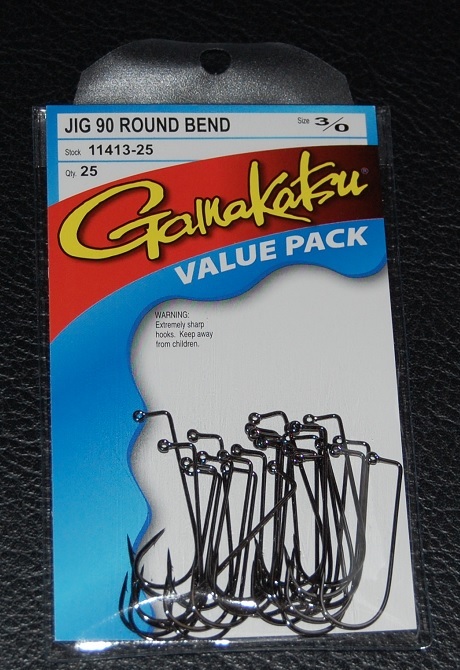 JIG 90 ROUND BEND
Size 3/0
Stock 11413-25
Qty. 25
Gamakatsu®
VALUE PACK
WARNING:
Extremely sharp
hooks. Keep away
from children.